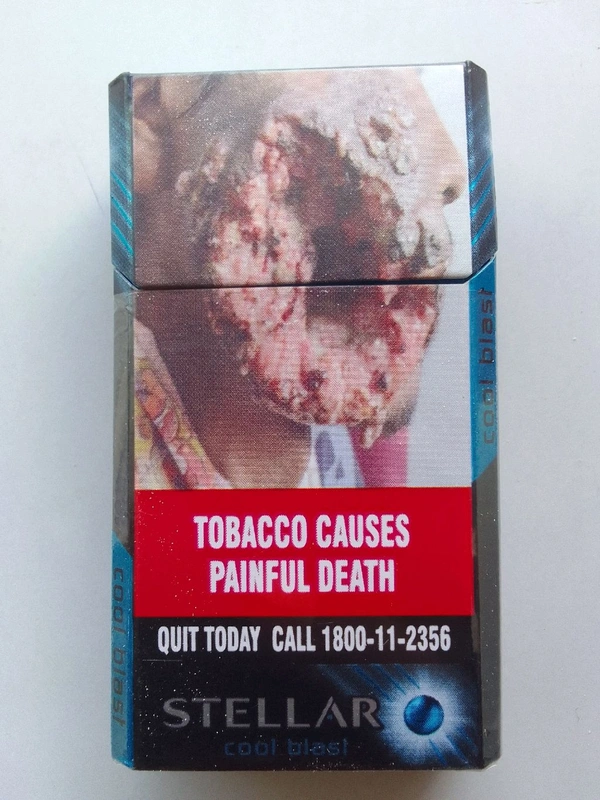 TOBACCO CAUSES
PAINFUL DEATH
QUIT TODAY CALL 1800-11-2356
STELLAR
cool blast
cool blast
cool blast